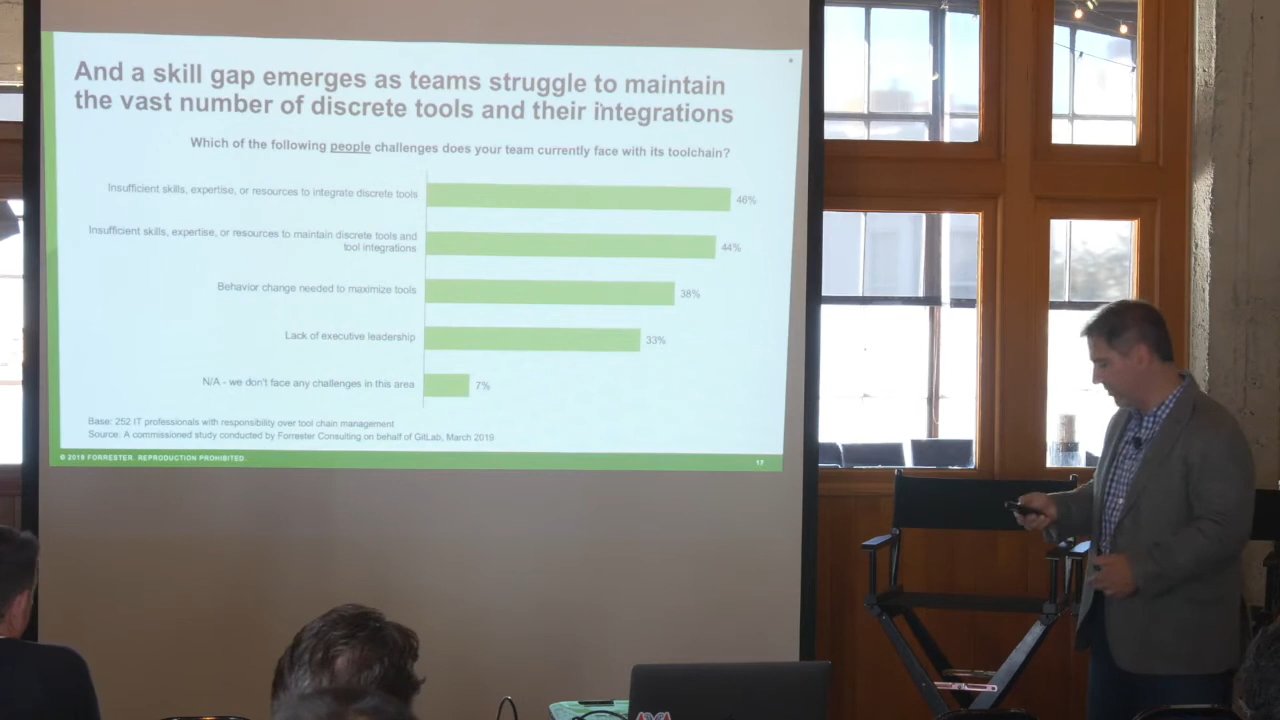 And a skill gap emerges as teams struggle to maintain
the vast number of discrete tools and their integrations
Which of the following people challenges does your team currently face with its toolchain?
Insufficient skills, expertise, or resources to integrate discrete tools
46%
Insufficient skills, expertise, or resources to maintain discrete tools and
tool integrations
44%
Behavior change needed to maximize tools
38%
Lack of executive leadership
33%
N/A - we don't face any challenges in this area
7%
Base: 252 IT professionals with responsibility over tool chain management
Source: A commissioned study conducted by Forrester Consulting on behalf of GitLab, March 2019
© 2019 FORRESTER. REPRODUCTION PROHIBITED.
17